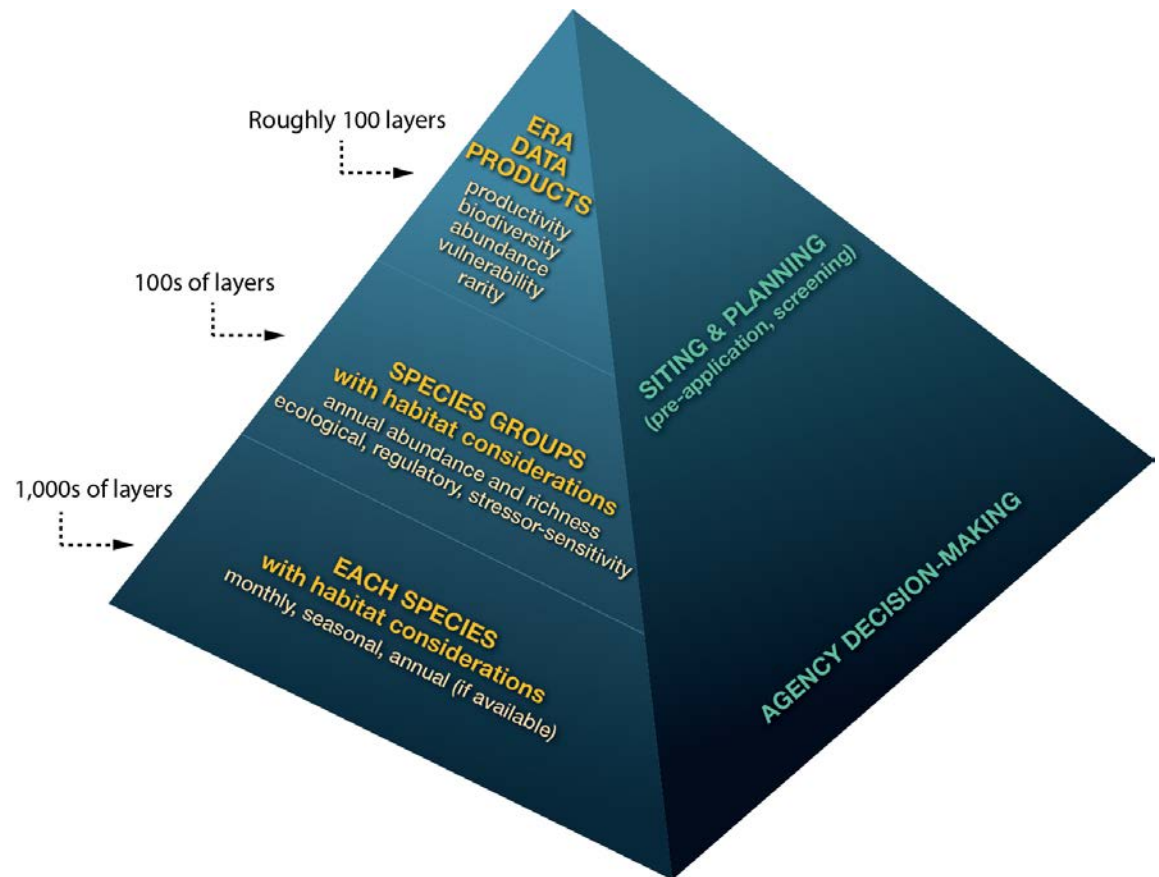 Roughly 100 layers
ERA
DATA
PRODUCTS
productivity
biodiversity
abundance
vulnerability
rarity
100s of layers
SPECIES GROUPS
with habitat considerations
annual abundance and richness
ecological, regulatory, stressor-sensitivity
1,000s of layers
EACH SPECIES
with habitat considerations
monthly, seasonal, annual (if available)
SITING & PLANNING
(pre-application, screening)
AGENCY DECISION-MAKING